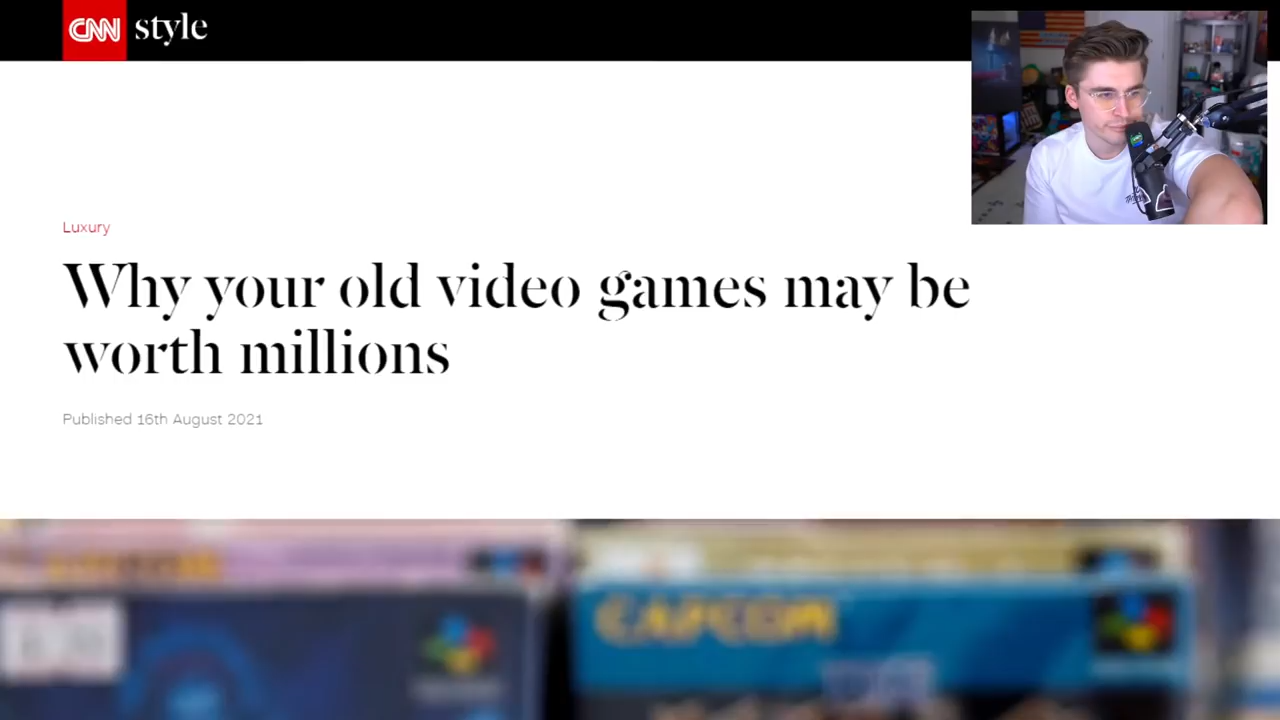 CNN style
Luxury
Why your old video games may be
worth millions
Published 16th August 2021
CAPCOM